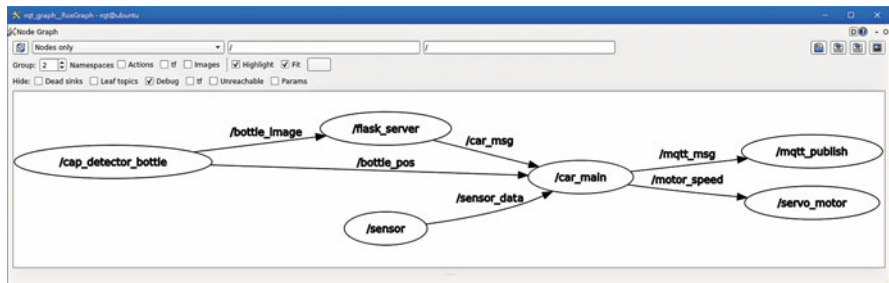 rqt_graph__RosGraph - rqt@ubuntu
Node Graph
Nodes only / /
Group: 2 Namespaces Actions tf Images Highlight Fit
Hide: Dead sinks Leaf topics Debug tf Unreachable Params
/bottle_image
/flask_server
/car_msg
/cap_detector_bottle
/bottle_pos
/car_main
/mqtt_msg
/mqtt_publish
/motor_speed
/sensor_data
/servo_motor
/sensor